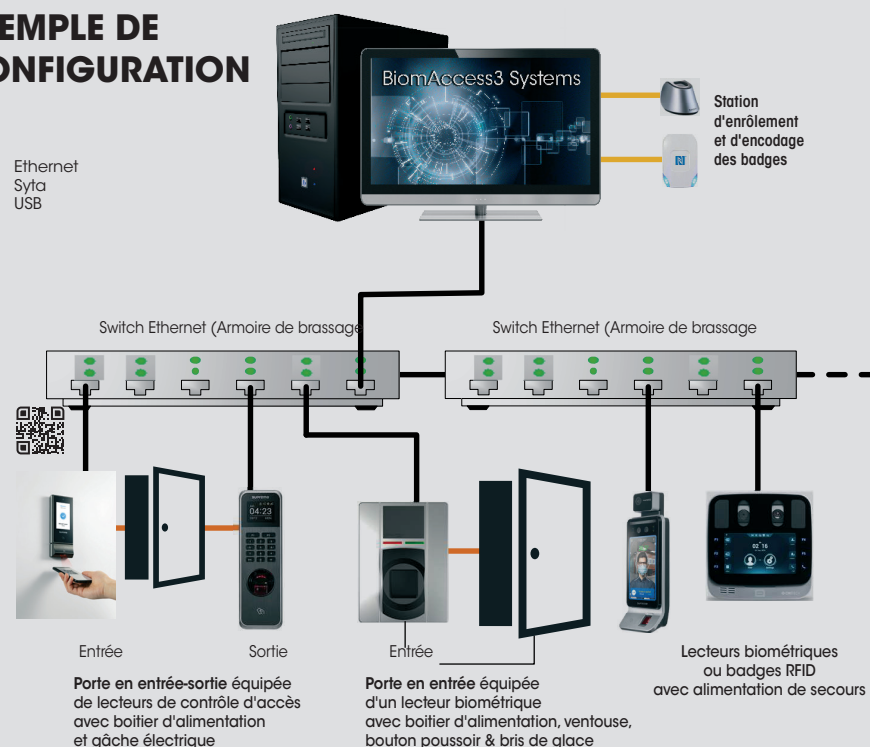 EMPLE DE
ONFIGURATION
BiomAccess3 Systems
Station
d'enrôlement
et d'encodage
des badges
Ethernet
Syta
USB
Switch Ethernet (Armoire de brassage
Switch Ethernet (Armoire de brassage
04:23
02 16
Entrée
Sortie
Entrée
Porte en entrée-sortie équipée
de lecteurs de contrôle d'accès
avec boitier d'alimentation
et gâche électrique
Porte en entrée équipée
d'un lecteur biométrique
avec boitier d'alimentation, ventouse,
bouton poussoir & bris de glace
Lecteurs biométriques
ou badges RFID
avec alimentation de secours